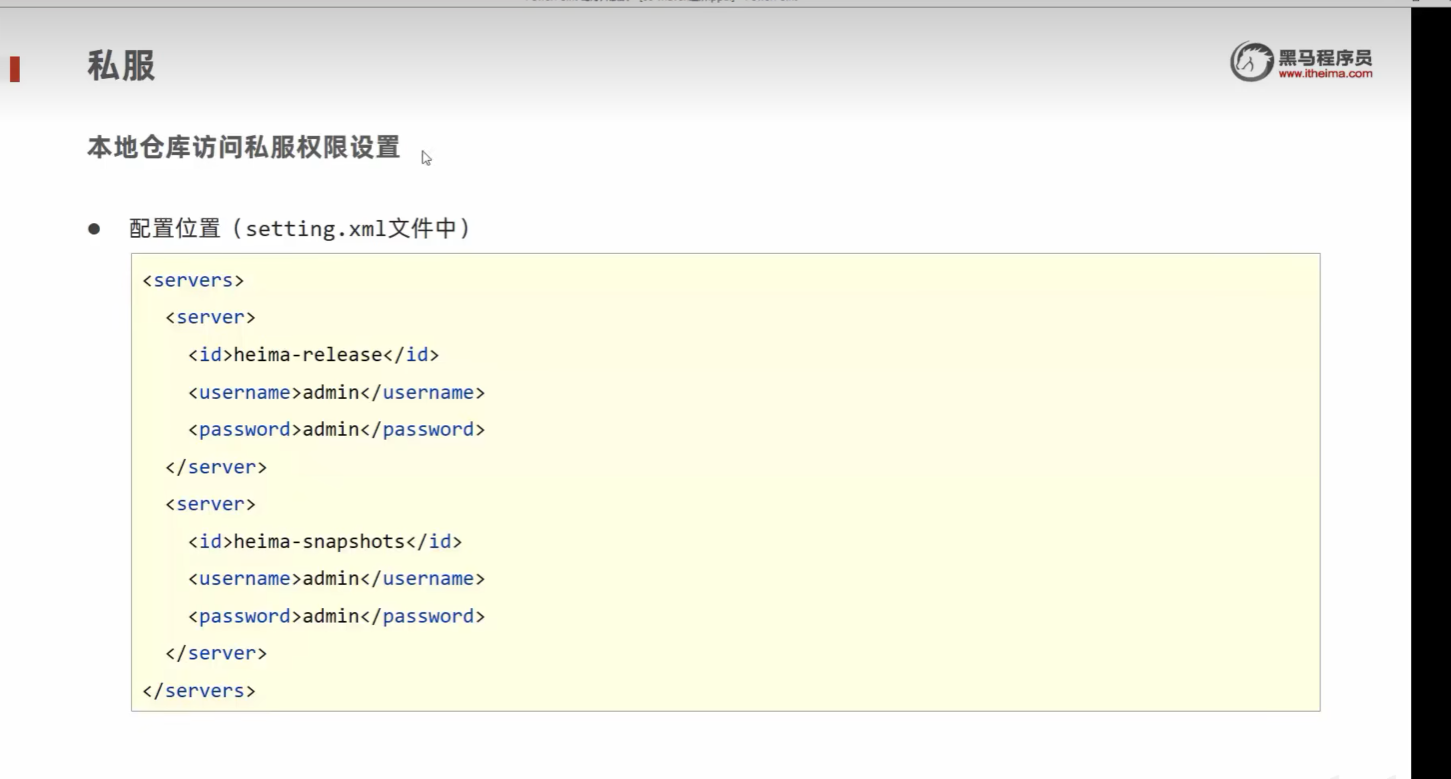 私服
黑马程序员
www.itheima.com
本地仓库访问私服权限设置
● 配置位置（setting.xml文件中）
<servers>
<server>
<id>heima-release</id>
<username>admin</username>
<password>admin</password>
</server>
<server>
<id>heima-snapshots</id>
<username>admin</username>
<password>admin</password>
</server>
</servers>